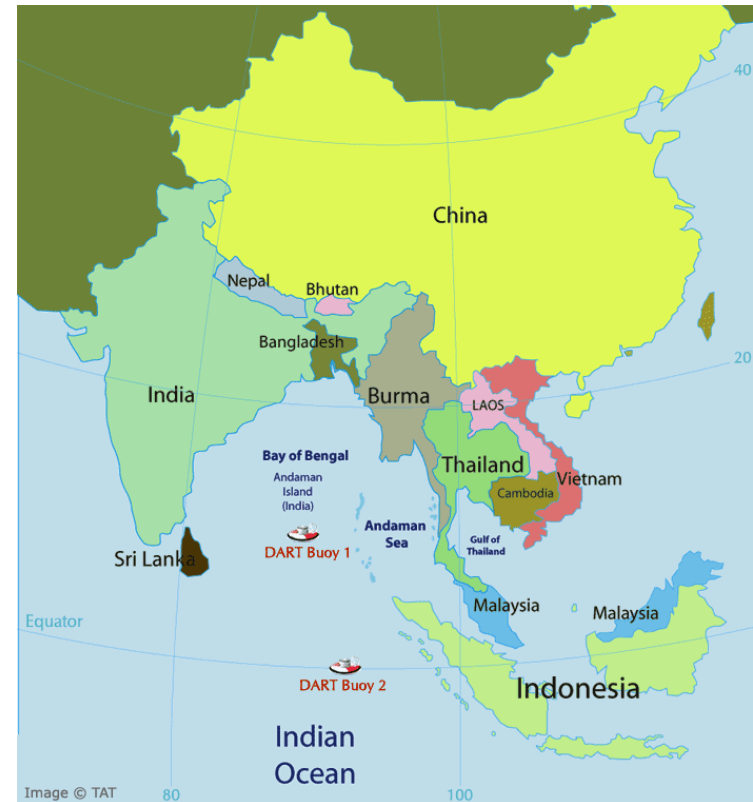 40
China
Nepal
Bhutan
Bangladesh
20
India
Burma
LAOS
Thailand
Vietnam
Cambodia
Bay of Bengal
Andaman
Island
(India)
Andaman
Sea
Gulf of
Thailand
DART Buoy 1
Sri Lanka
Malaysia
Malaysia
Equator
DART Buoy 2
Indonesia
Indian
Ocean
Image © TAT
80
100